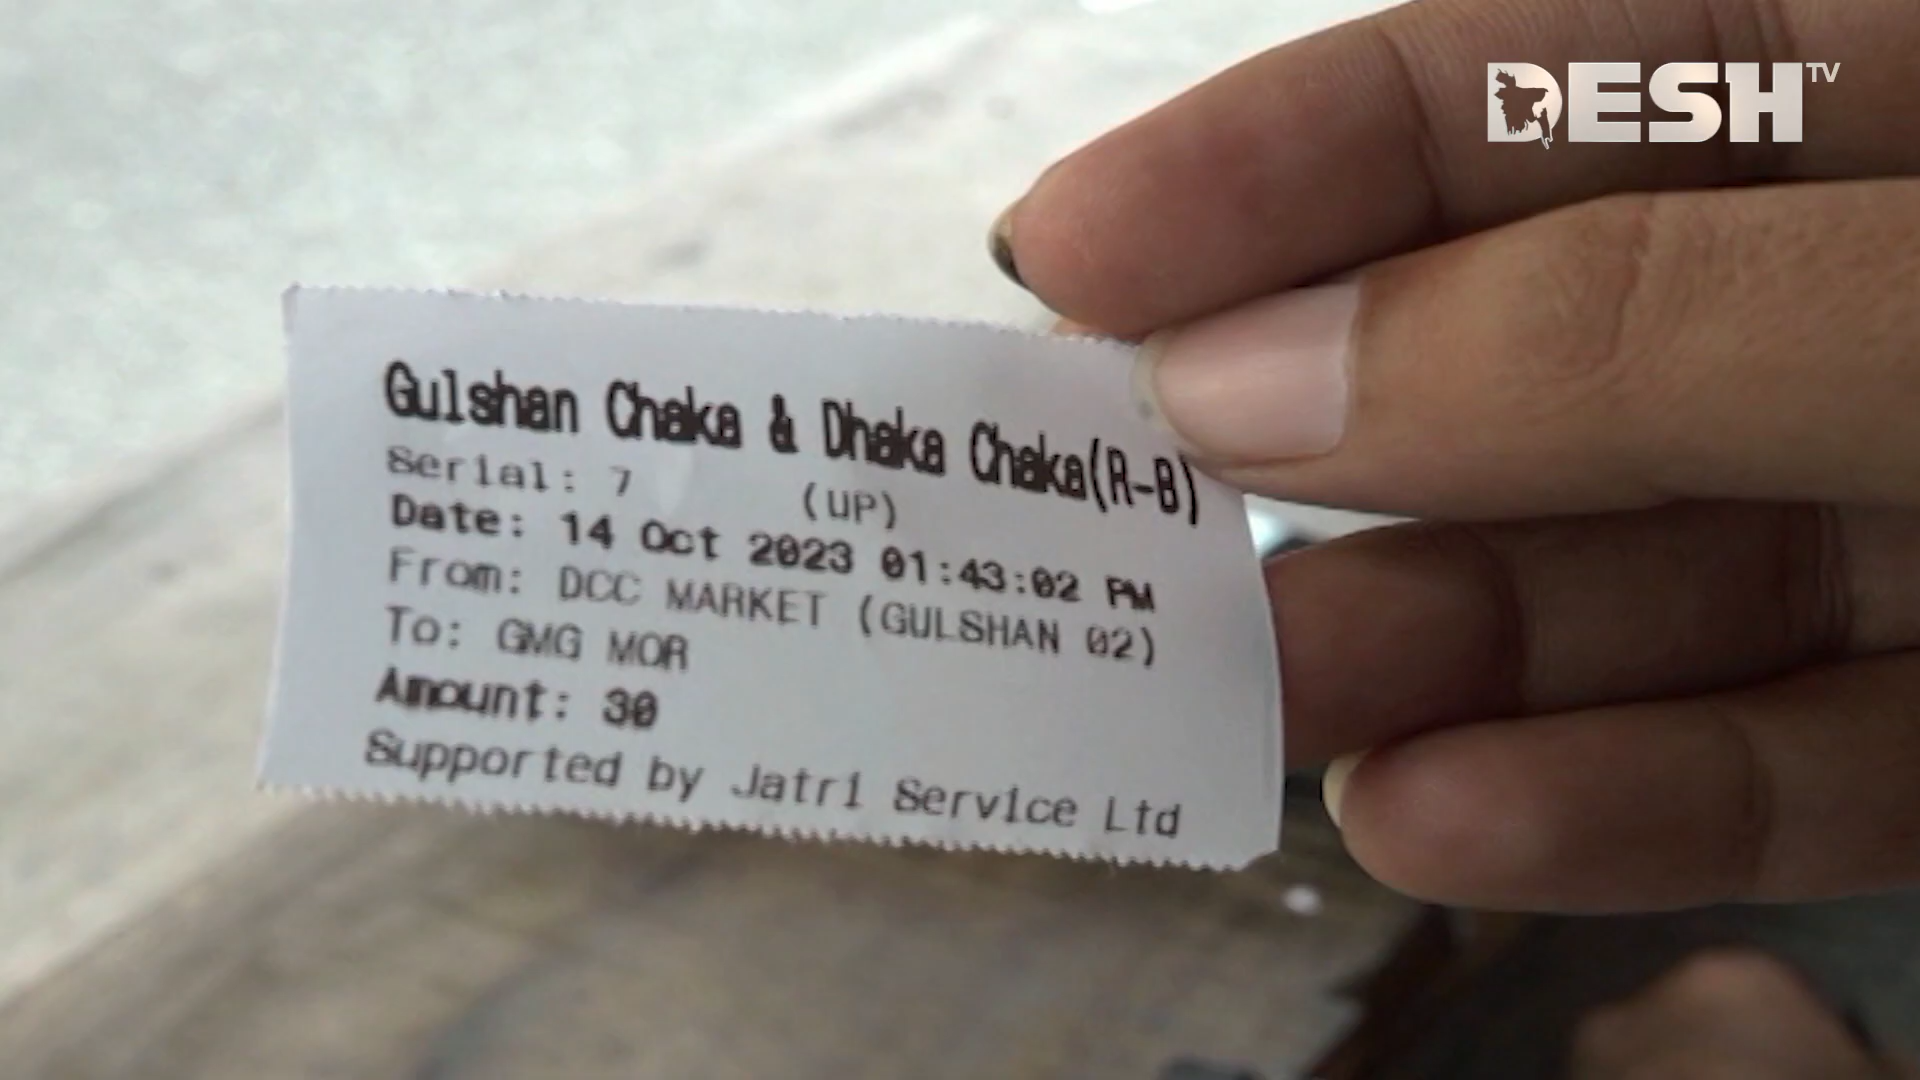 DESH TV
Gulshan Chaka & Dhaka Chaka(R-B)
Serial: 7 (UP)
Date: 14 Oct 2023 01:43:02 PM
From: DCC MARKET (GULSHAN 02)
To: GMG MOR
Amount: 30
Supported by Jatri Service Ltd